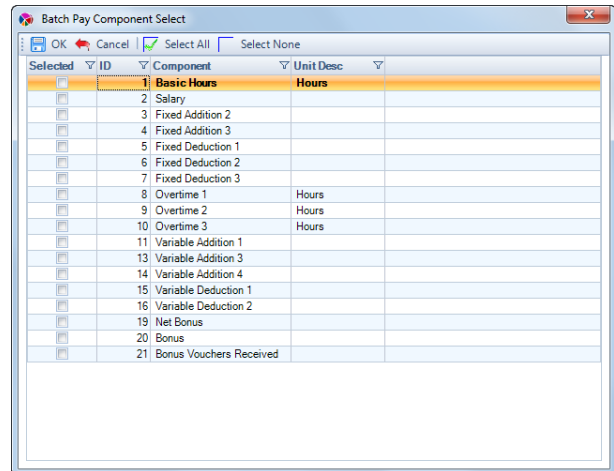 Batch Pay Component Select
OK Cancel Select All Select None
Selected ID Component Unit Desc
1 Basic Hours Hours
2 Salary
3 Fixed Addition 2
4 Fixed Addition 3
5 Fixed Deduction 1
6 Fixed Deduction 2
7 Fixed Deduction 3
8 Overtime 1 Hours
9 Overtime 2 Hours
10 Overtime 3 Hours
11 Variable Addition 1
13 Variable Addition 3
14 Variable Addition 4
15 Variable Deduction 1
16 Variable Deduction 2
19 Net Bonus
20 Bonus
21 Bonus Vouchers Received